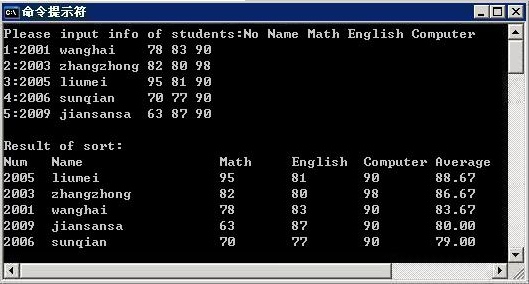 命令提示符
Please input info of students:No Name Math English Computer
1:2001 wanghai    78 83 90
2:2003 zhangzhong 82 80 98
3:2005 liumei     95 81 90
4:2006 sunqian    70 77 90
5:2009 jiansansa  63 87 90
Result of sort:
Num   Name                 Math     English  Computer Average
2005  liumei               95       81       90       88.67
2003  zhangzhong           82       80       98       86.67
2001  wanghai              78       83       90       83.67
2009  jiansansa            63       87       90       80.00
2006  sunqian              70       77       90       79.00